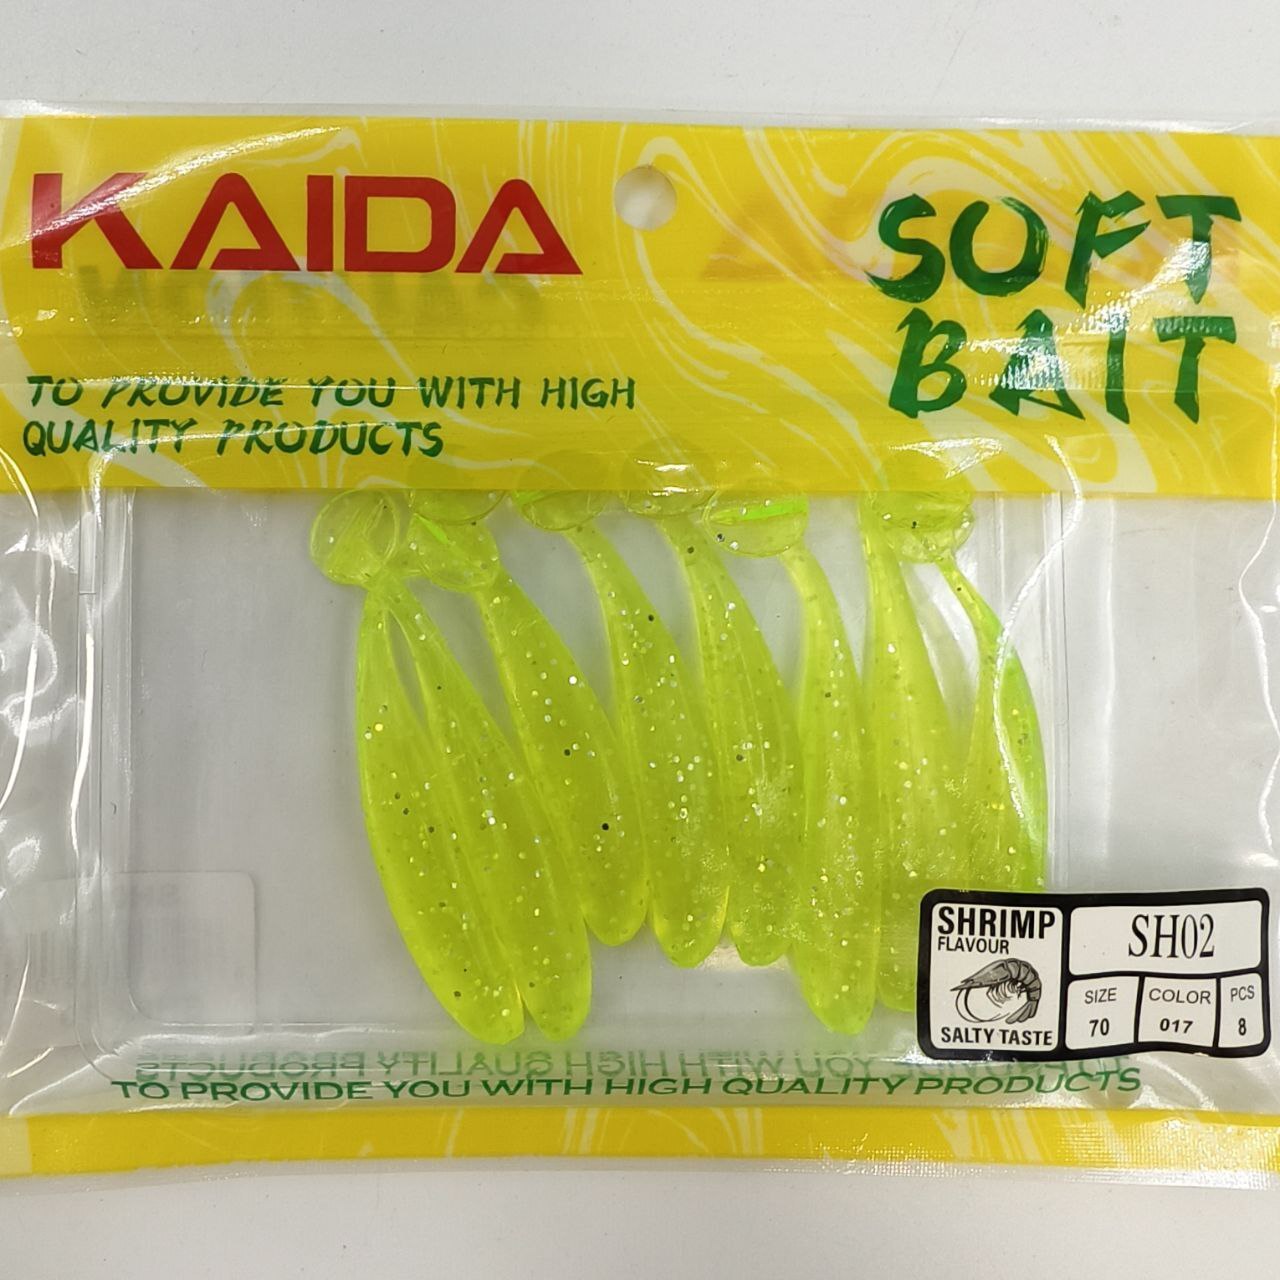 KAIDA
SOFT
BAIT
TO PROVIDE YOU WITH HIGH
QUALITY PRODUCTS
SHRIMP
FLAVOUR
SALTY TASTE
SH02
SIZE
70
COLOR
017
PCS
8
TO PROVIDE YOU WITH HIGH QUALITY PRODUCTS